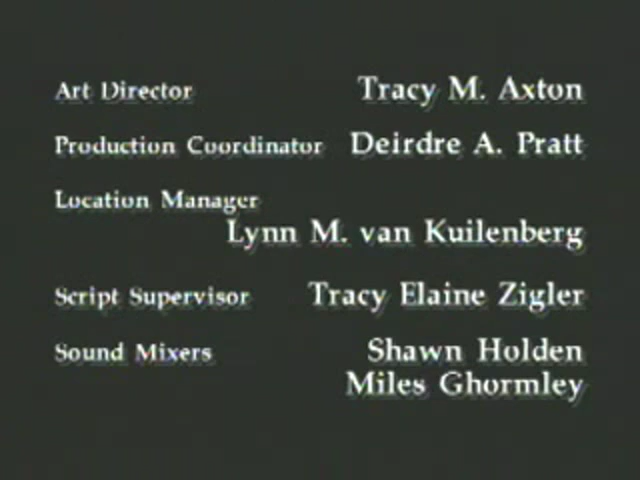 Art Director Tracy M. Axton
Production Coordinator Deirdre A. Pratt
Location Manager
Lynn M. van Kuilenberg
Script Supervisor Tracy Elaine Zigler
Sound Mixers Shawn Holden
Miles Ghormley